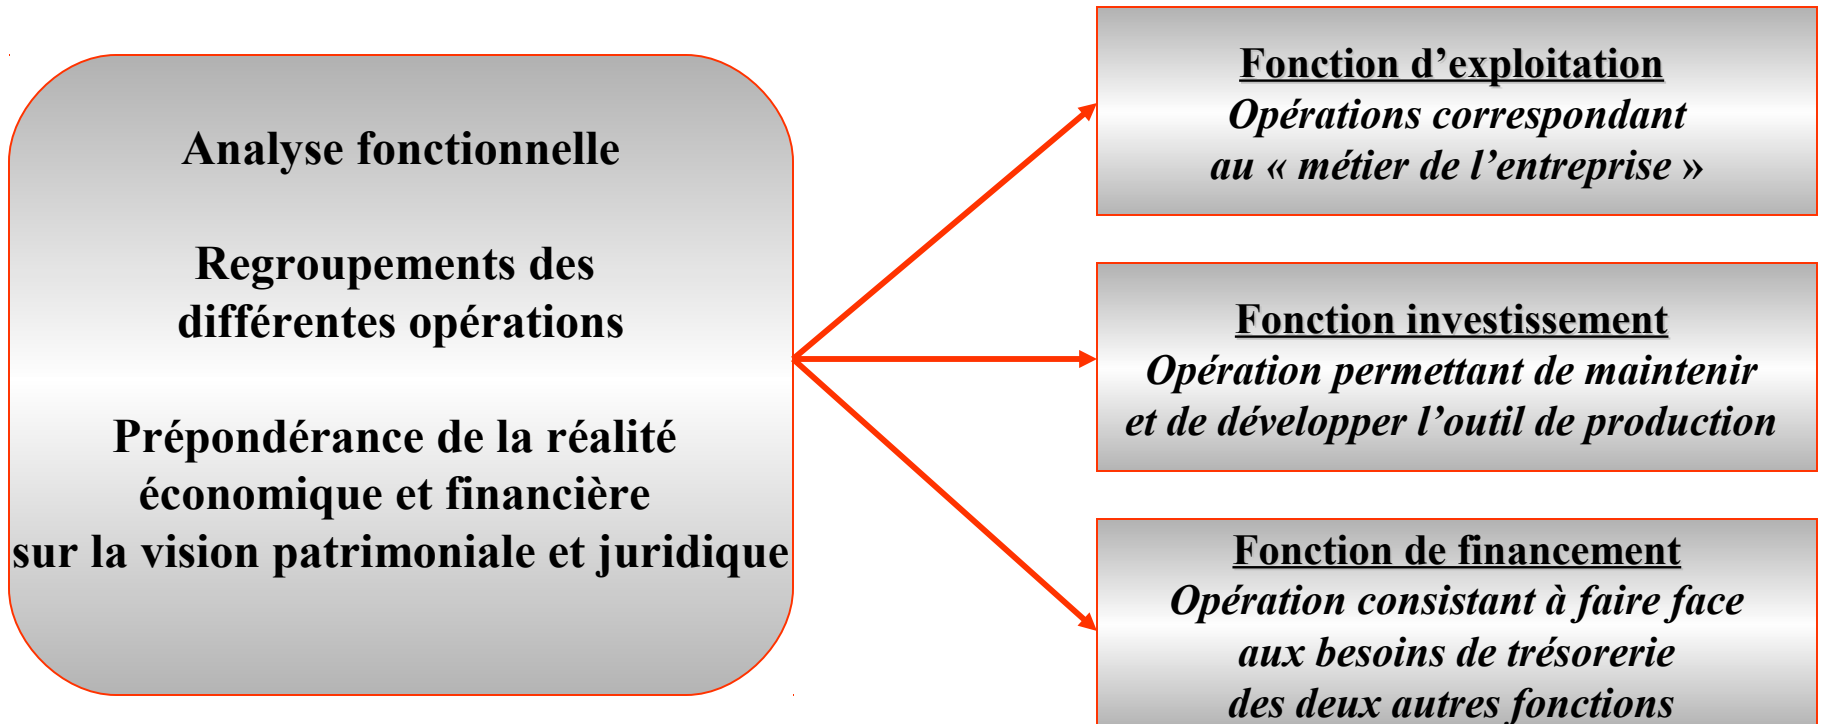 Analyse fonctionnelle
Regroupements des
différentes opérations
Prépondérance de la réalité
économique et financière
sur la vision patrimoniale et juridique
Fonction d’exploitation
Opérations correspondant
au « métier de l’entreprise »
Fonction investissement
Opération permettant de maintenir
et de développer l’outil de production
Fonction de financement
Opération consistant à faire face
aux besoins de trésorerie
des deux autres fonctions